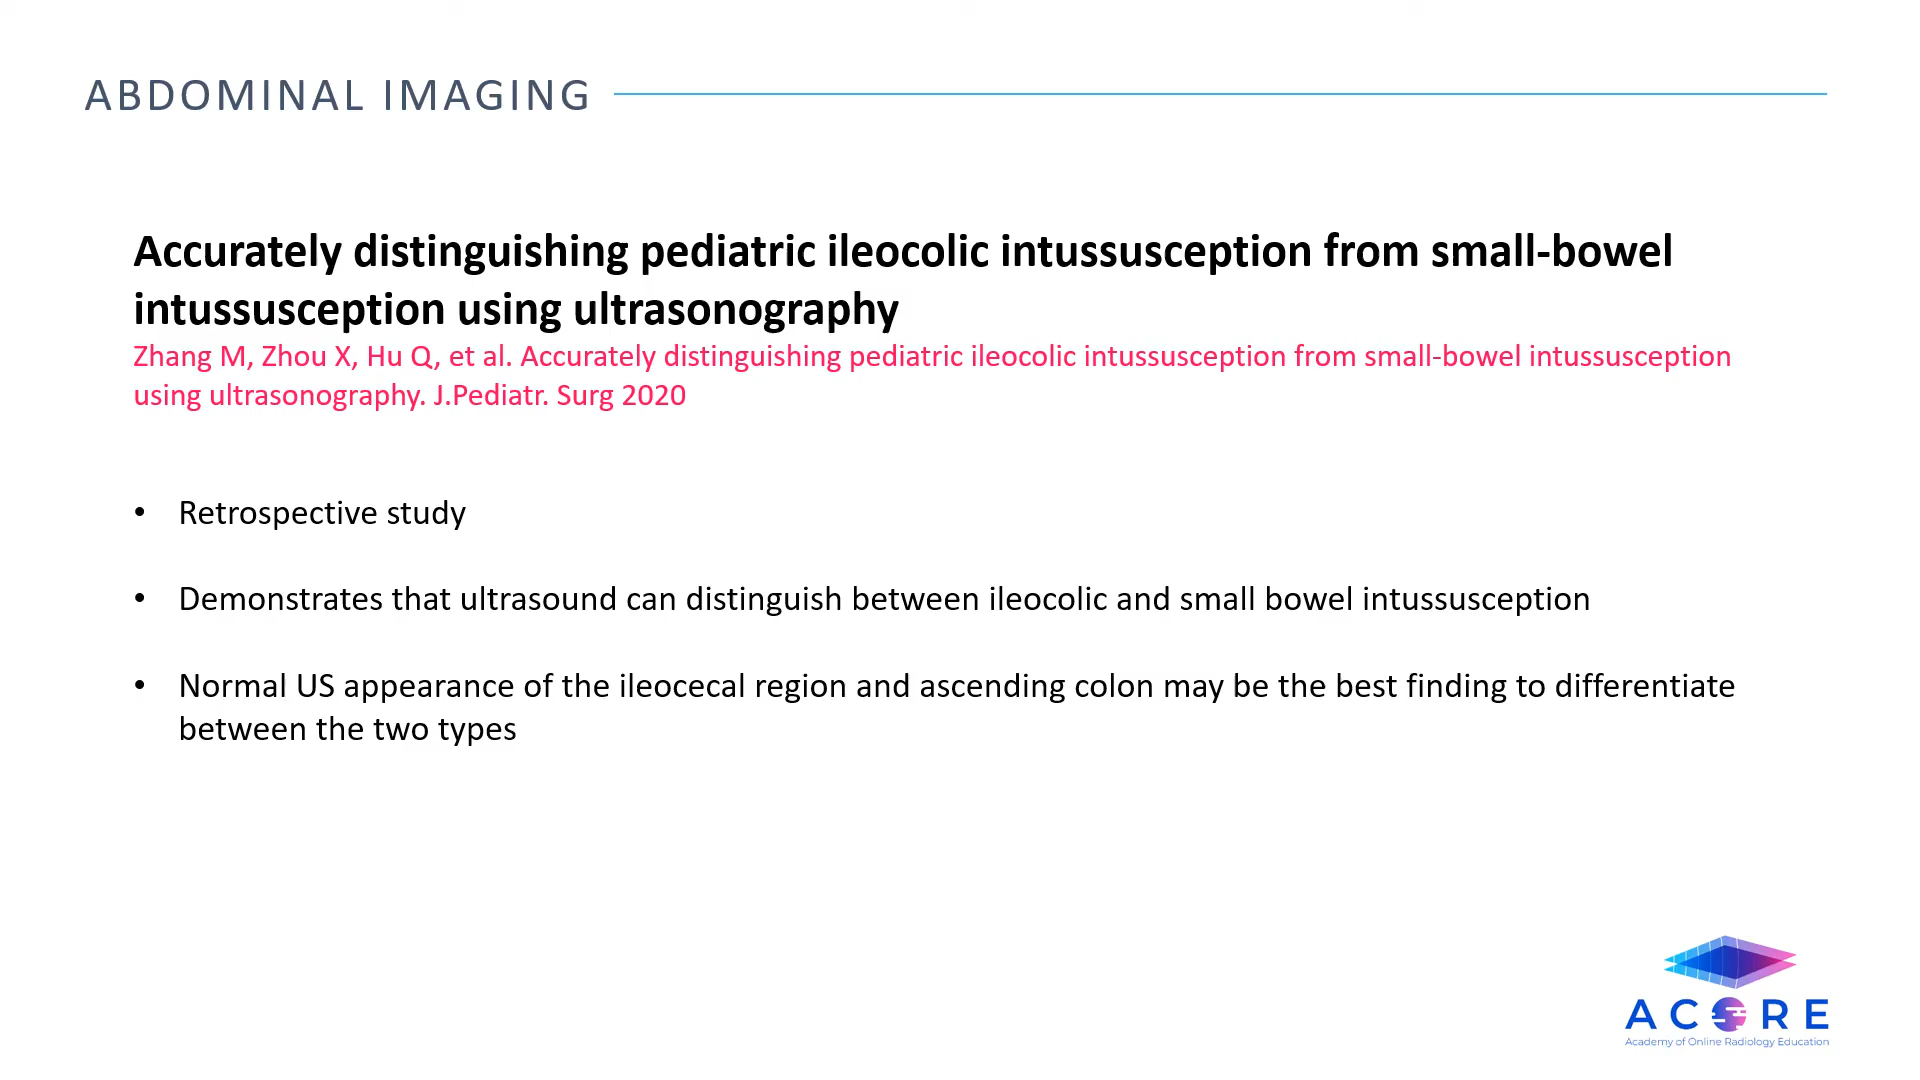 ABDOMINAL IMAGING
Accurately distinguishing pediatric ileocolic intussusception from small-bowel
intussusception using ultrasonography
Zhang M, Zhou X, Hu Q, et al. Accurately distinguishing pediatric ileocolic intussusception from small-bowel intussusception
using ultrasonography. J.Pediatr. Surg 2020
• Retrospective study
• Demonstrates that ultrasound can distinguish between ileocolic and small bowel intussusception
• Normal US appearance of the ileocecal region and ascending colon may be the best finding to differentiate
between the two types
ACORE
Academy of Online Radiology Education